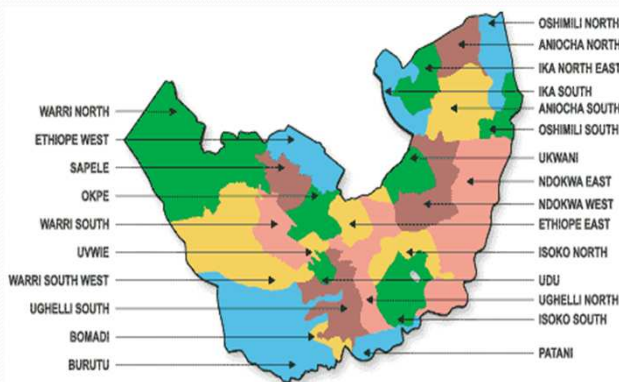 OSHIMILI NORTH
ANIOCHA NORTH
IKA NORTH EAST
IKA SOUTH
ANIOCHA SOUTH
OSHIMILI SOUTH
UKWANI
NDOKWA EAST
NDOKWA WEST
ETHIOPE EAST
ISOKO NORTH
UDU
UGHELLI NORTH
ISOKO SOUTH
PATANI
WARRI NORTH
ETHIOPE WEST
SAPELE
OKPE
WARRI SOUTH
UVWIE
WARRI SOUTH WEST
UGHELLI SOUTH
BOMADI
BURUTU